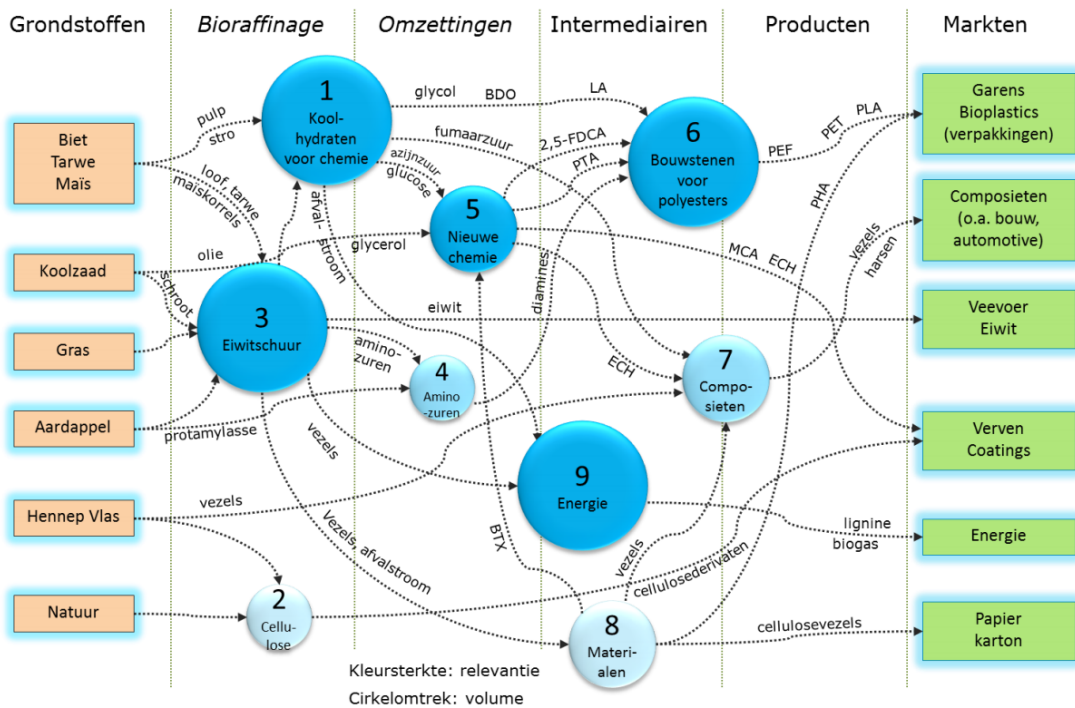 Grondstoffen
Bioraffinage
Omzettingen
Intermediairen
Producten
Markten
Biet
Tarwe
Maïs
Koolzaad
Gras
Aardappel
Hennep Vlas
Natuur
pulp
stro
loof, tarwe
maiskorrels
olie
schroot
protamylasse
vezels
1
Kool-
hydraten
voor chemie
3
Eiwitschuur
2
Cellu-
lose
afval- stroom
vezels
Vezels, afvalstroom
glycol
BDO
LA
fumaarzuur
azijnzuur
glucose
glycerol
eiwit
amino-
zuren
5
Nieuwe
chemie
4
Amino
-zuren
BTX
2,5-FDCA
PTA
diamines
ECH
6
Bouwstenen
voor
polyesters
9
Energie
8
Materi-
alen
vezels
cellulosederivaten
7
Compo-
sieten
MCA
ECH
PEF
PET
PLA
PHA
vezels
harsen
lignine
biogas
cellulosevezels
Garens
Bioplastics
(verpakkingen)
Composieten
(o.a. bouw,
automotive)
Veevoer
Eiwit
Verven
Coatings
Energie
Papier
karton
Kleursterkte: relevantie
Cirkelomtrek: volume